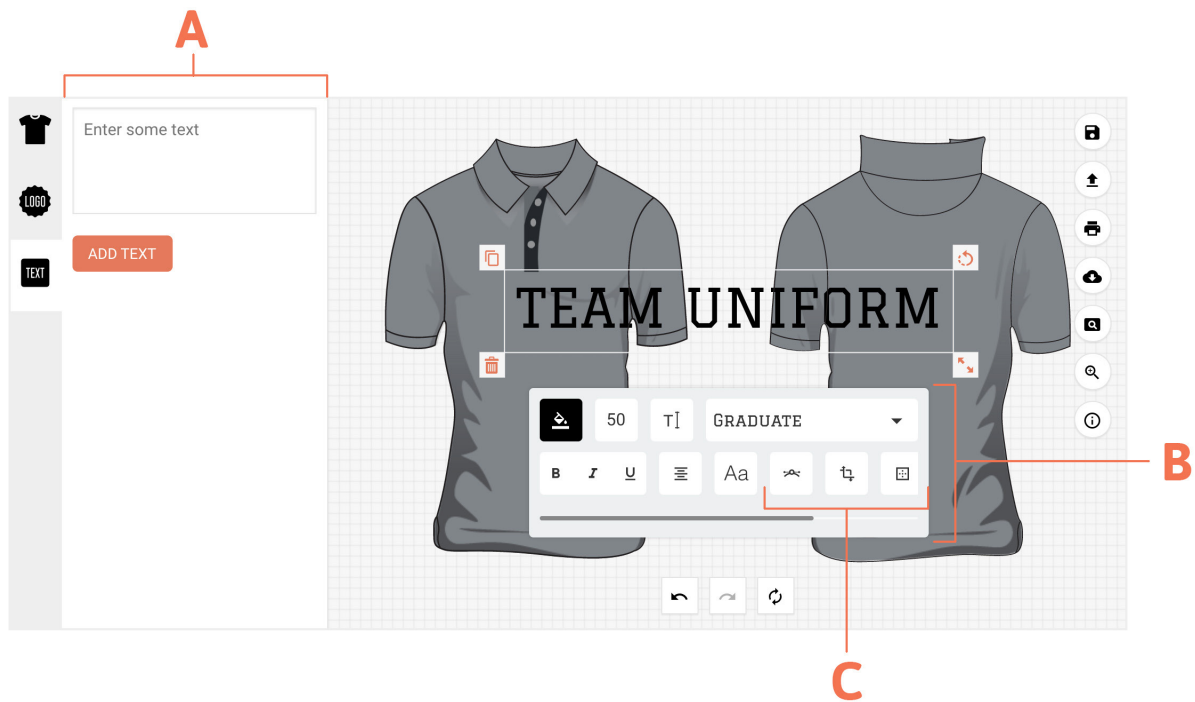 A
Enter some text
LOGO
ADD TEXT
TEXT
TEAM UNIFORM
50
T
GRADUATE
B I U
Aa
B
C